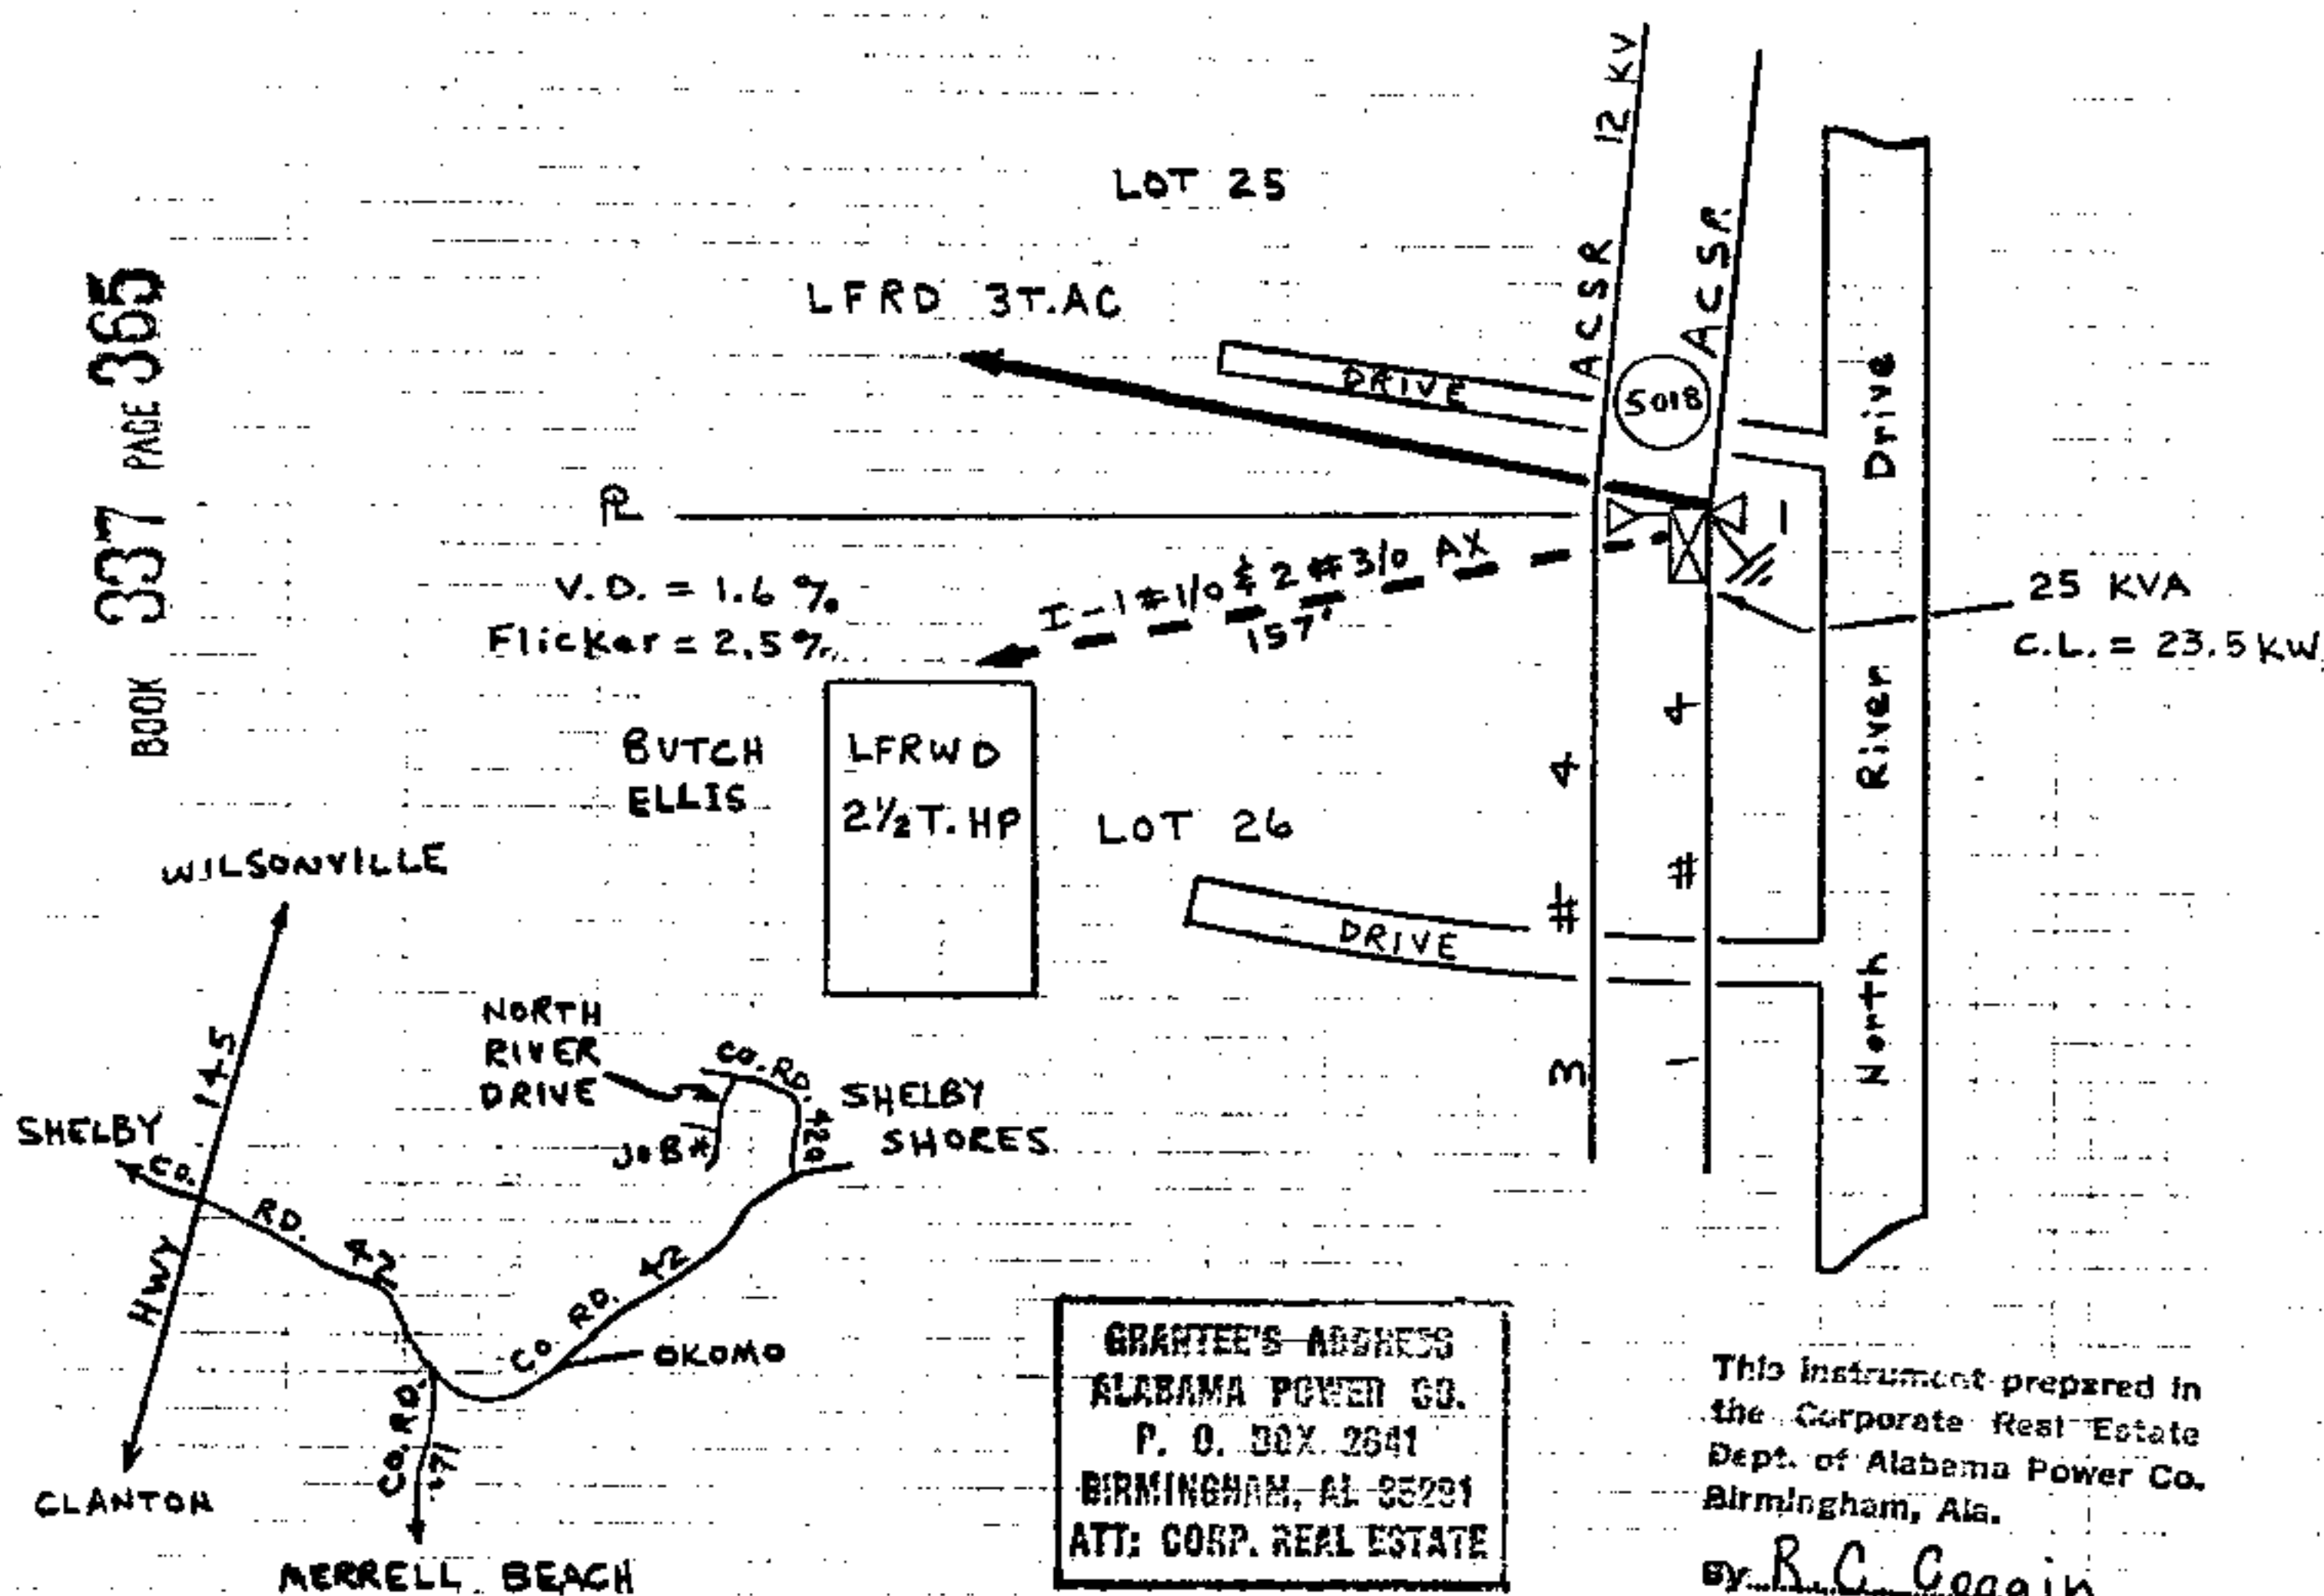 BOOK 337 PAGE 365
LOT 25
12 KV
LFRD 3T.AC
ACSR
ACSR
DRIVE
5018
North River Drive
PL
1
I-1#1/0 & 2#3/0 AX
157'
V.D. = 1.6 %
Flicker = 2.5%
25 KVA
C.L. = 23.5 KW
BUTCH
ELLIS
LFRWD
2½T. HP
LOT 26
DRIVE
3 # 4
1 # 4
WILSONVILLE
HWY 145
SHELBY
CO. RD. 42
CLANTON
NORTH
RIVER
DRIVE
CO. RD. 420
SHELBY
SHORES
JOB*
CO. RD. 42
OKOMO
CO. RD. 71
MERRELL BEACH
GRANTEE'S ADDRESS
ALABAMA POWER CO.
P. O. BOX 2641
BIRMINGHAM, AL 35291
ATT: CORP. REAL ESTATE
This instrument prepared in
the Corporate Real Estate
Dept. of Alabama Power Co.
Birmingham, Ala.
By R. C. Coggin